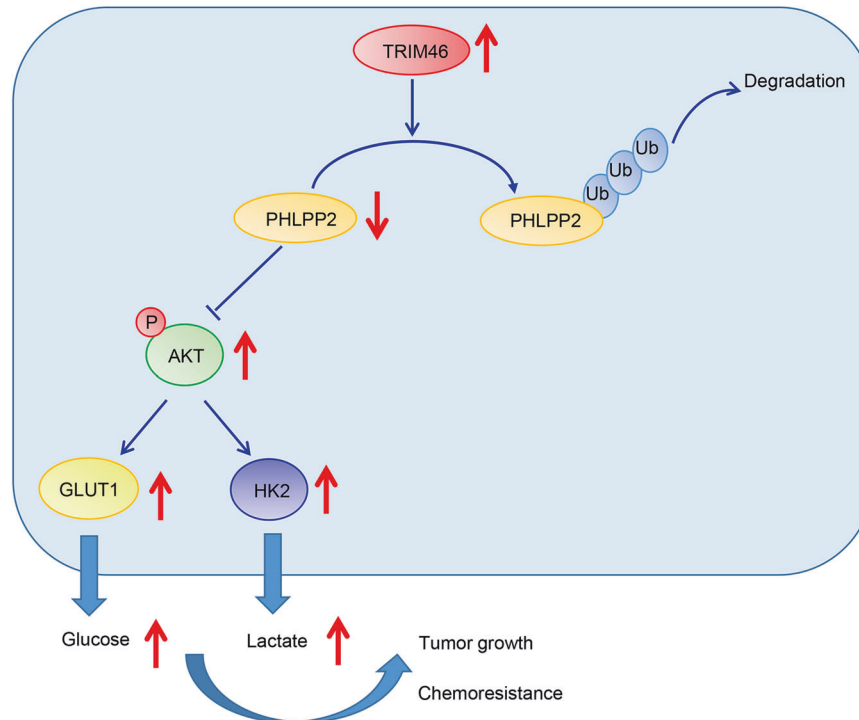 TRIM46
Degradation
Ub
Ub
Ub
PHLPP2
PHLPP2
P
AKT
GLUT1
HK2
Glucose
Lactate
Tumor growth
Chemoresistance